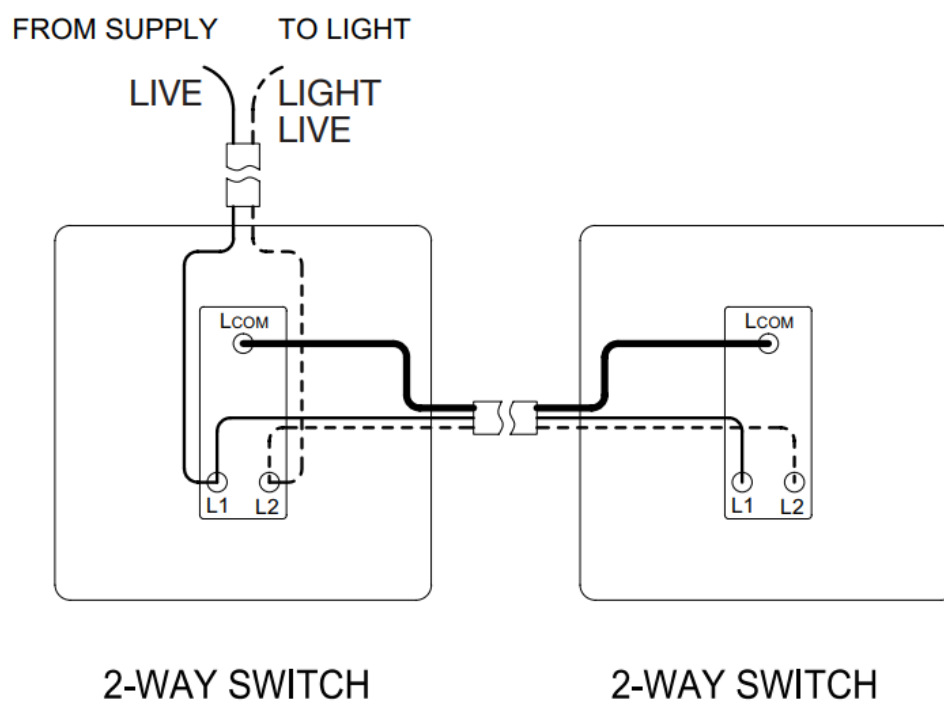 FROM SUPPLY
TO LIGHT
LIVE
LIGHT
LIVE
LCOM
LCOM
L1
L2
L1
L2
2-WAY SWITCH
2-WAY SWITCH